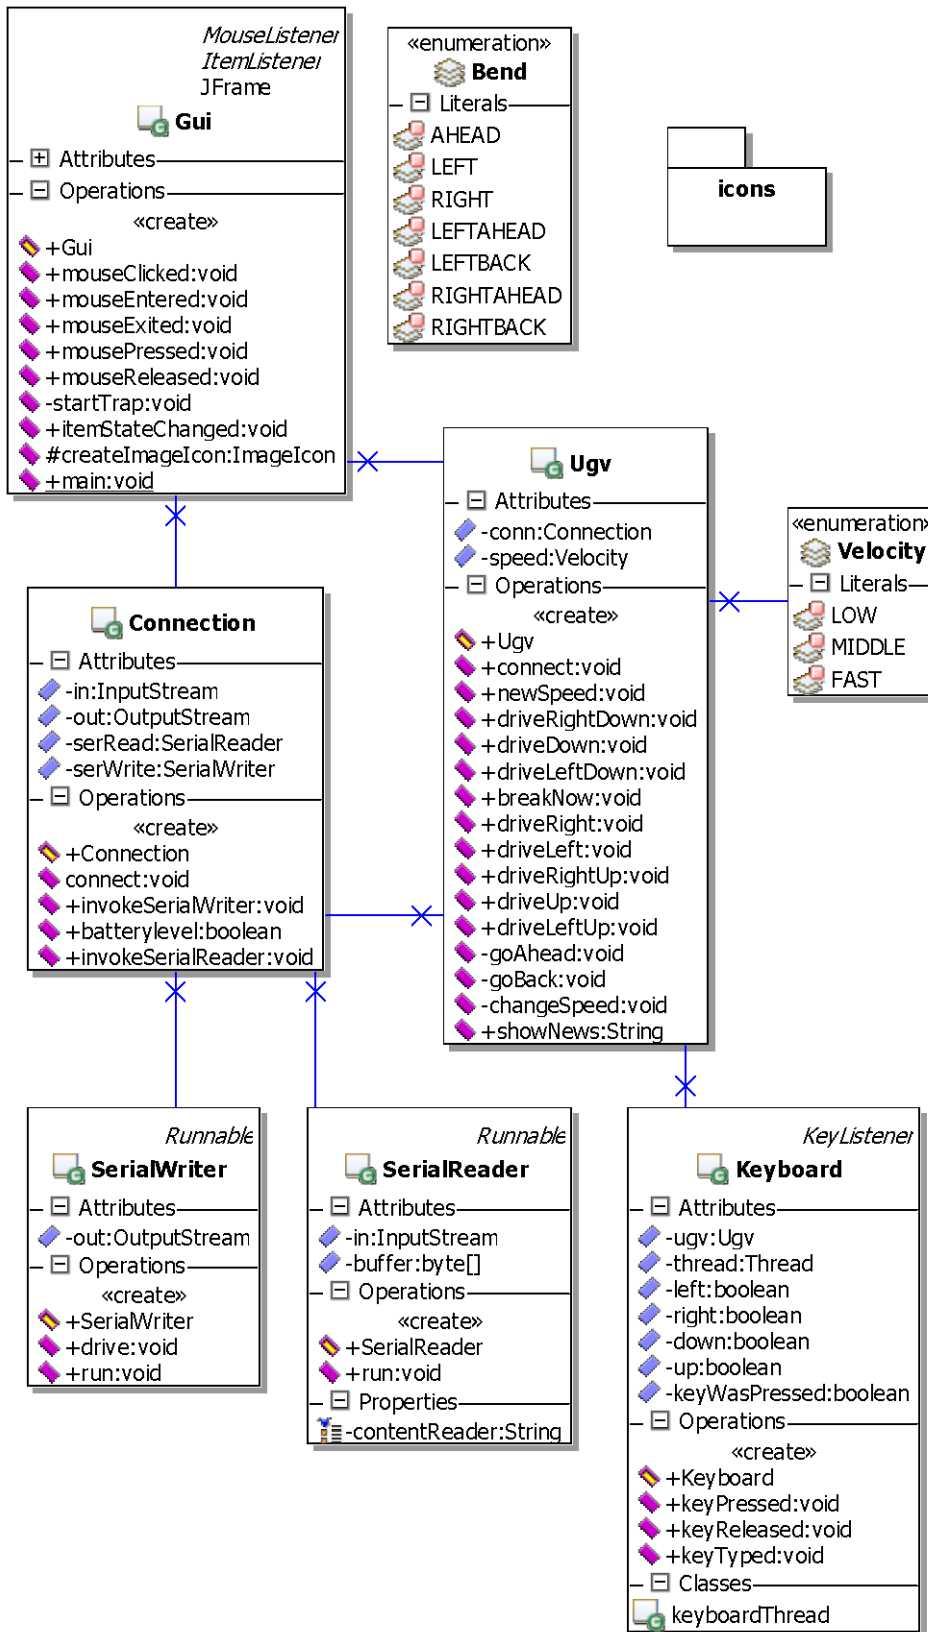 MouseListener
ItemListener
JFrame
Gui
Attributes
Operations
«create»
+Gui
+mouseClicked:void
+mouseEntered:void
+mouseExited:void
+mousePressed:void
+mouseReleased:void
-startTrap:void
+itemStateChanged:void
#createImageIcon:ImageIcon
+main:void
«enumeration»
Bend
Literals
AHEAD
LEFT
RIGHT
LEFTAHEAD
LEFTBACK
RIGHTAHEAD
RIGHTBACK
icons
Ugv
Attributes
-conn:Connection
-speed:Velocity
Operations
«create»
+Ugv
+connect:void
+newSpeed:void
+driveRightDown:void
+driveDown:void
+driveLeftDown:void
+breakNow:void
+driveRight:void
+driveLeft:void
+driveRightUp:void
+driveUp:void
+driveLeftUp:void
-goAhead:void
-goBack:void
-changeSpeed:void
+showNews:String
«enumeration»
Velocity
Literals
LOW
MIDDLE
FAST
Connection
Attributes
-in:InputStream
-out:OutputStream
-serRead:SerialReader
-serWrite:SerialWriter
Operations
«create»
+Connection
connect:void
+invokeSerialWriter:void
+batterylevel:boolean
+invokeSerialReader:void
Runnable
SerialWriter
Attributes
-out:OutputStream
Operations
«create»
+SerialWriter
+drive:void
+run:void
Runnable
SerialReader
Attributes
-in:InputStream
-buffer:byte[]
Operations
«create»
+SerialReader
+run:void
Properties
-contentReader:String
KeyListener
Keyboard
Attributes
-ugv:Ugv
-thread:Thread
-left:boolean
-right:boolean
-down:boolean
-up:boolean
-keyWasPressed:boolean
Operations
«create»
+Keyboard
+keyPressed:void
+keyReleased:void
+keyTyped:void
Classes
keyboardThread